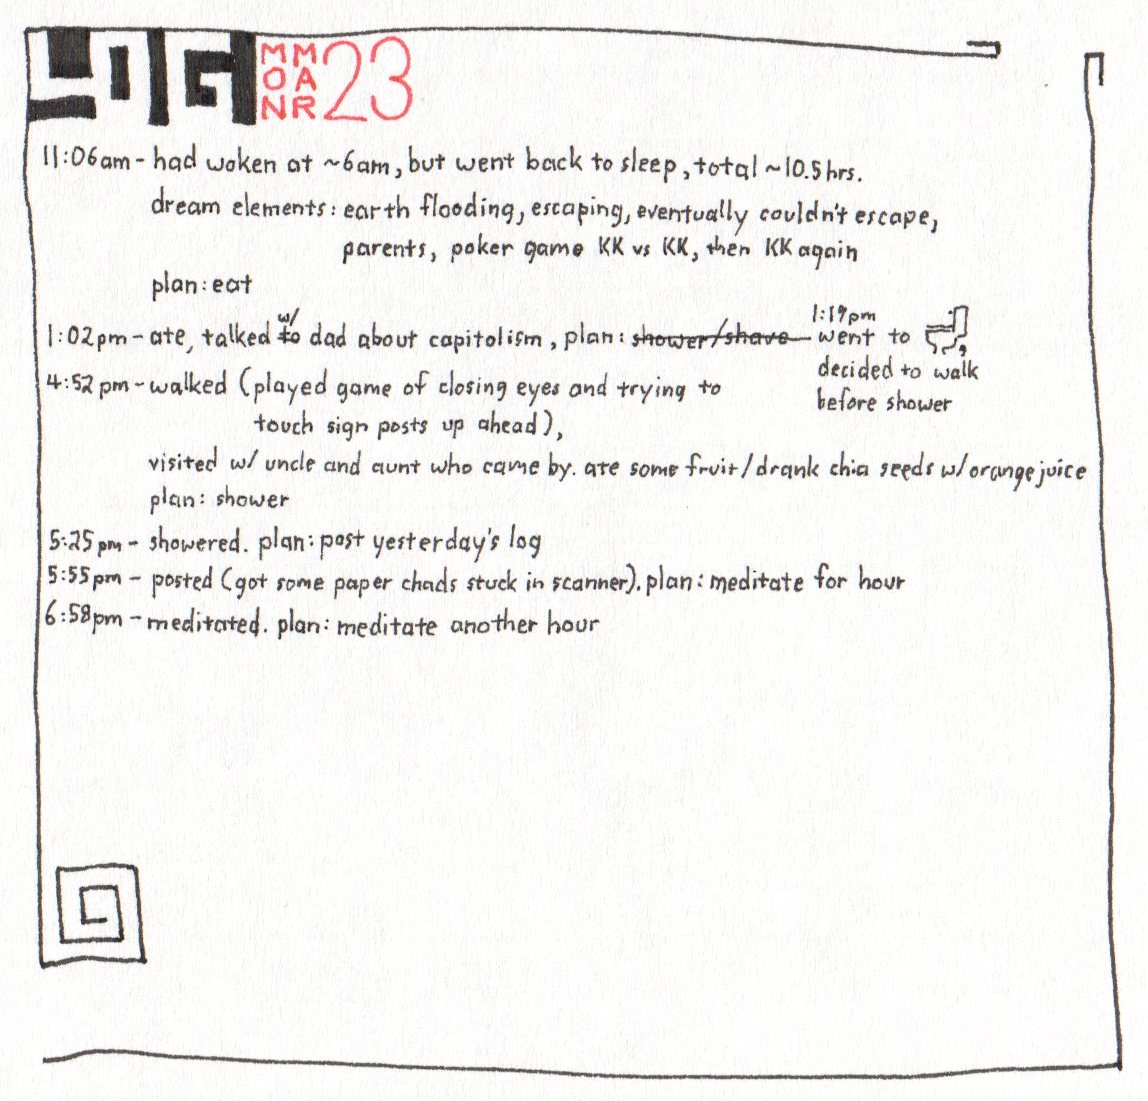 LOG MON MAR 23
11:06am - had woken at ~6am, but went back to sleep, total ~10.5hrs.
dream elements: earth flooding, escaping, eventually couldn't escape,
parents, poker game KK vs KK, then KK again
plan: eat
1:02pm - ate, talked to w/ dad about capitolism, plan: shower/shave
1:19pm
went to
decided to walk
before shower
4:52pm - walked (played game of closing eyes and trying to
touch sign posts up ahead),
visited w/ uncle and aunt who came by. ate some fruit/drank chia seeds w/orange juice
plan: shower
5:25pm - showered. plan: post yesterday's log
5:55pm - posted (got some paper chads stuck in scanner). plan: meditate for hour
6:58pm - meditated. plan: meditate another hour